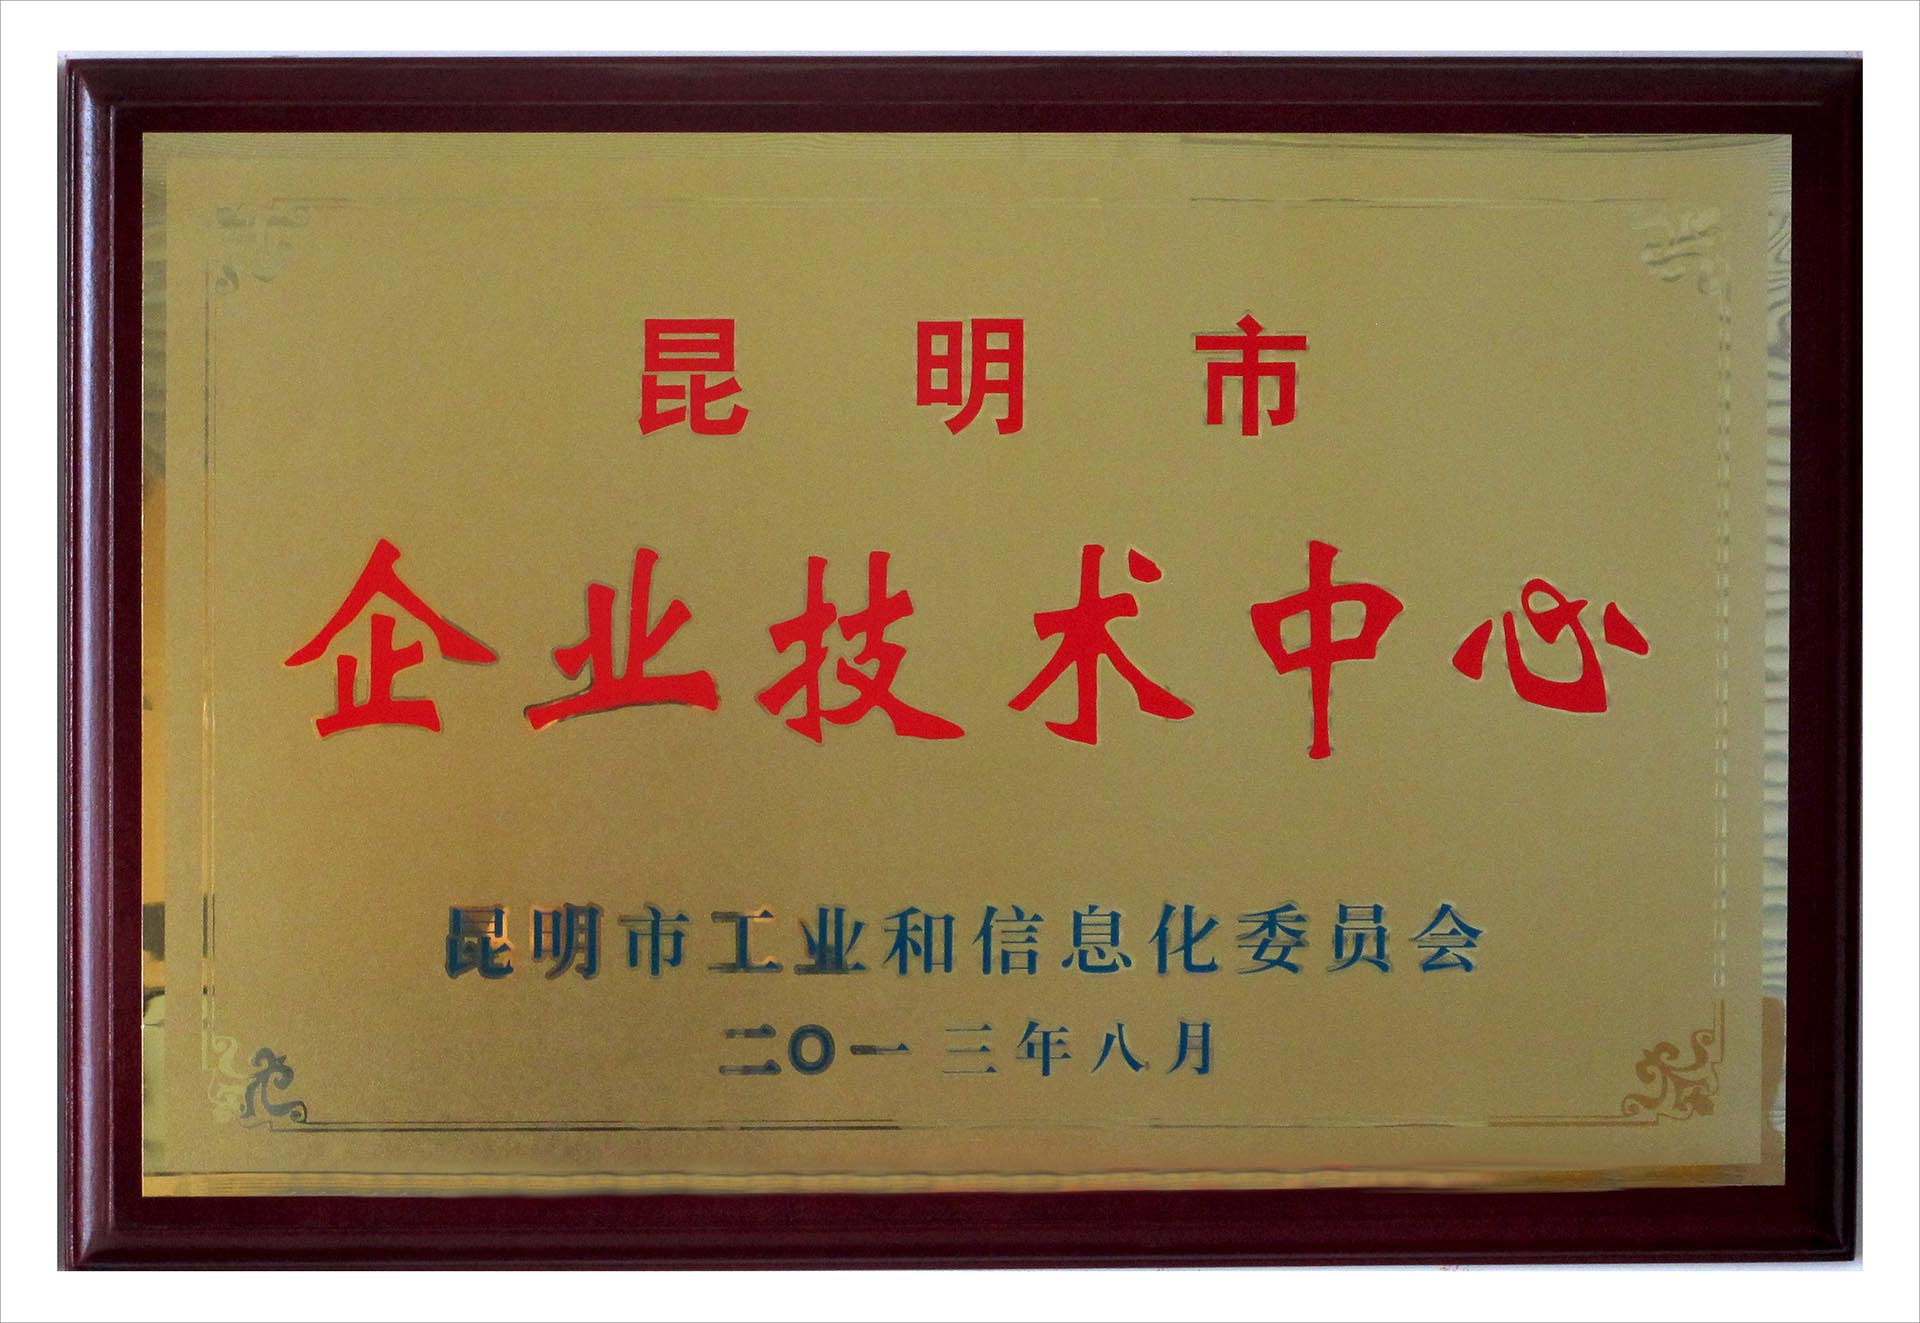 昆明市
企业技术中心
昆明市工业和信息化委员会
二〇一三年八月